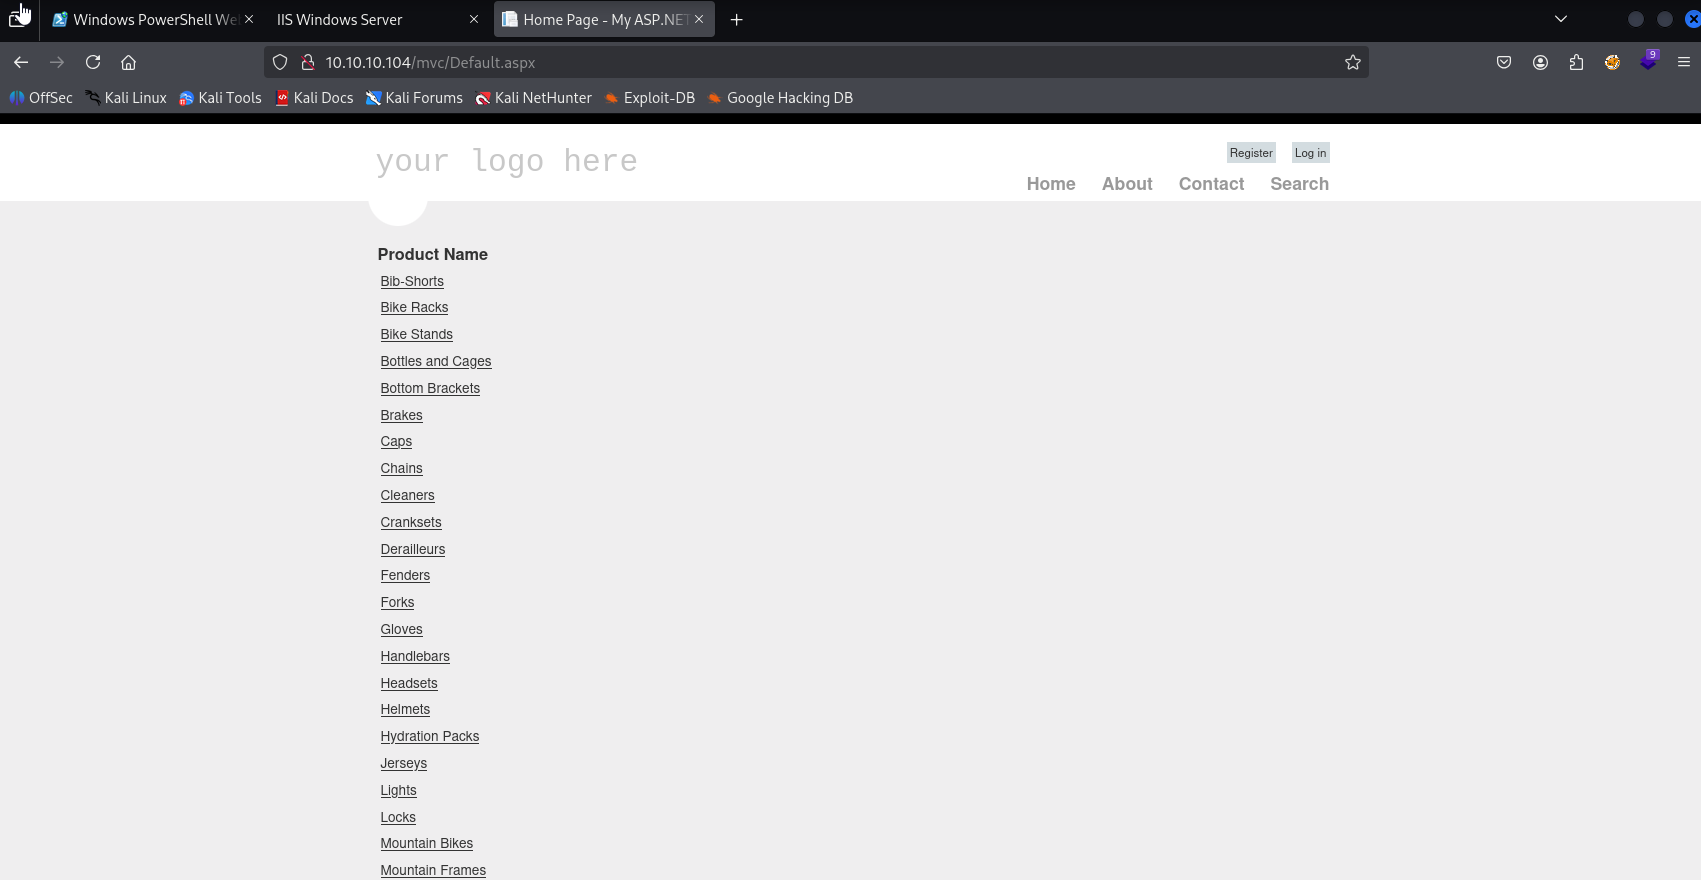 Windows PowerShell We
IIS Windows Server
Home Page - My ASP.NET
10.10.10.104/mvc/Default.aspx
9
OffSec
Kali Linux
Kali Tools
Kali Docs
Kali Forums
Kali NetHunter
Exploit-DB
Google Hacking DB
your logo here
Register
Log in
Home
About
Contact
Search
Product Name
Bib-Shorts
Bike Racks
Bike Stands
Bottles and Cages
Bottom Brackets
Brakes
Caps
Chains
Cleaners
Cranksets
Derailleurs
Fenders
Forks
Gloves
Handlebars
Headsets
Helmets
Hydration Packs
Jerseys
Lights
Locks
Mountain Bikes
Mountain Frames